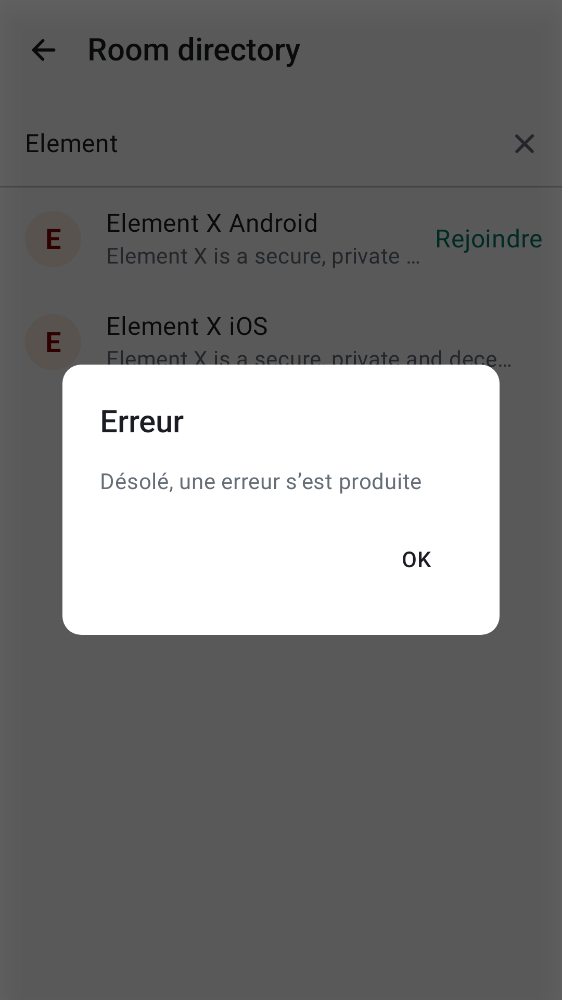 Room directory
Element
E
Element X Android
Element X is a secure, private ...
Rejoindre
E
Element X iOS
Element X is a secure, private and dece...
Erreur
Désolé, une erreur s’est produite
OK